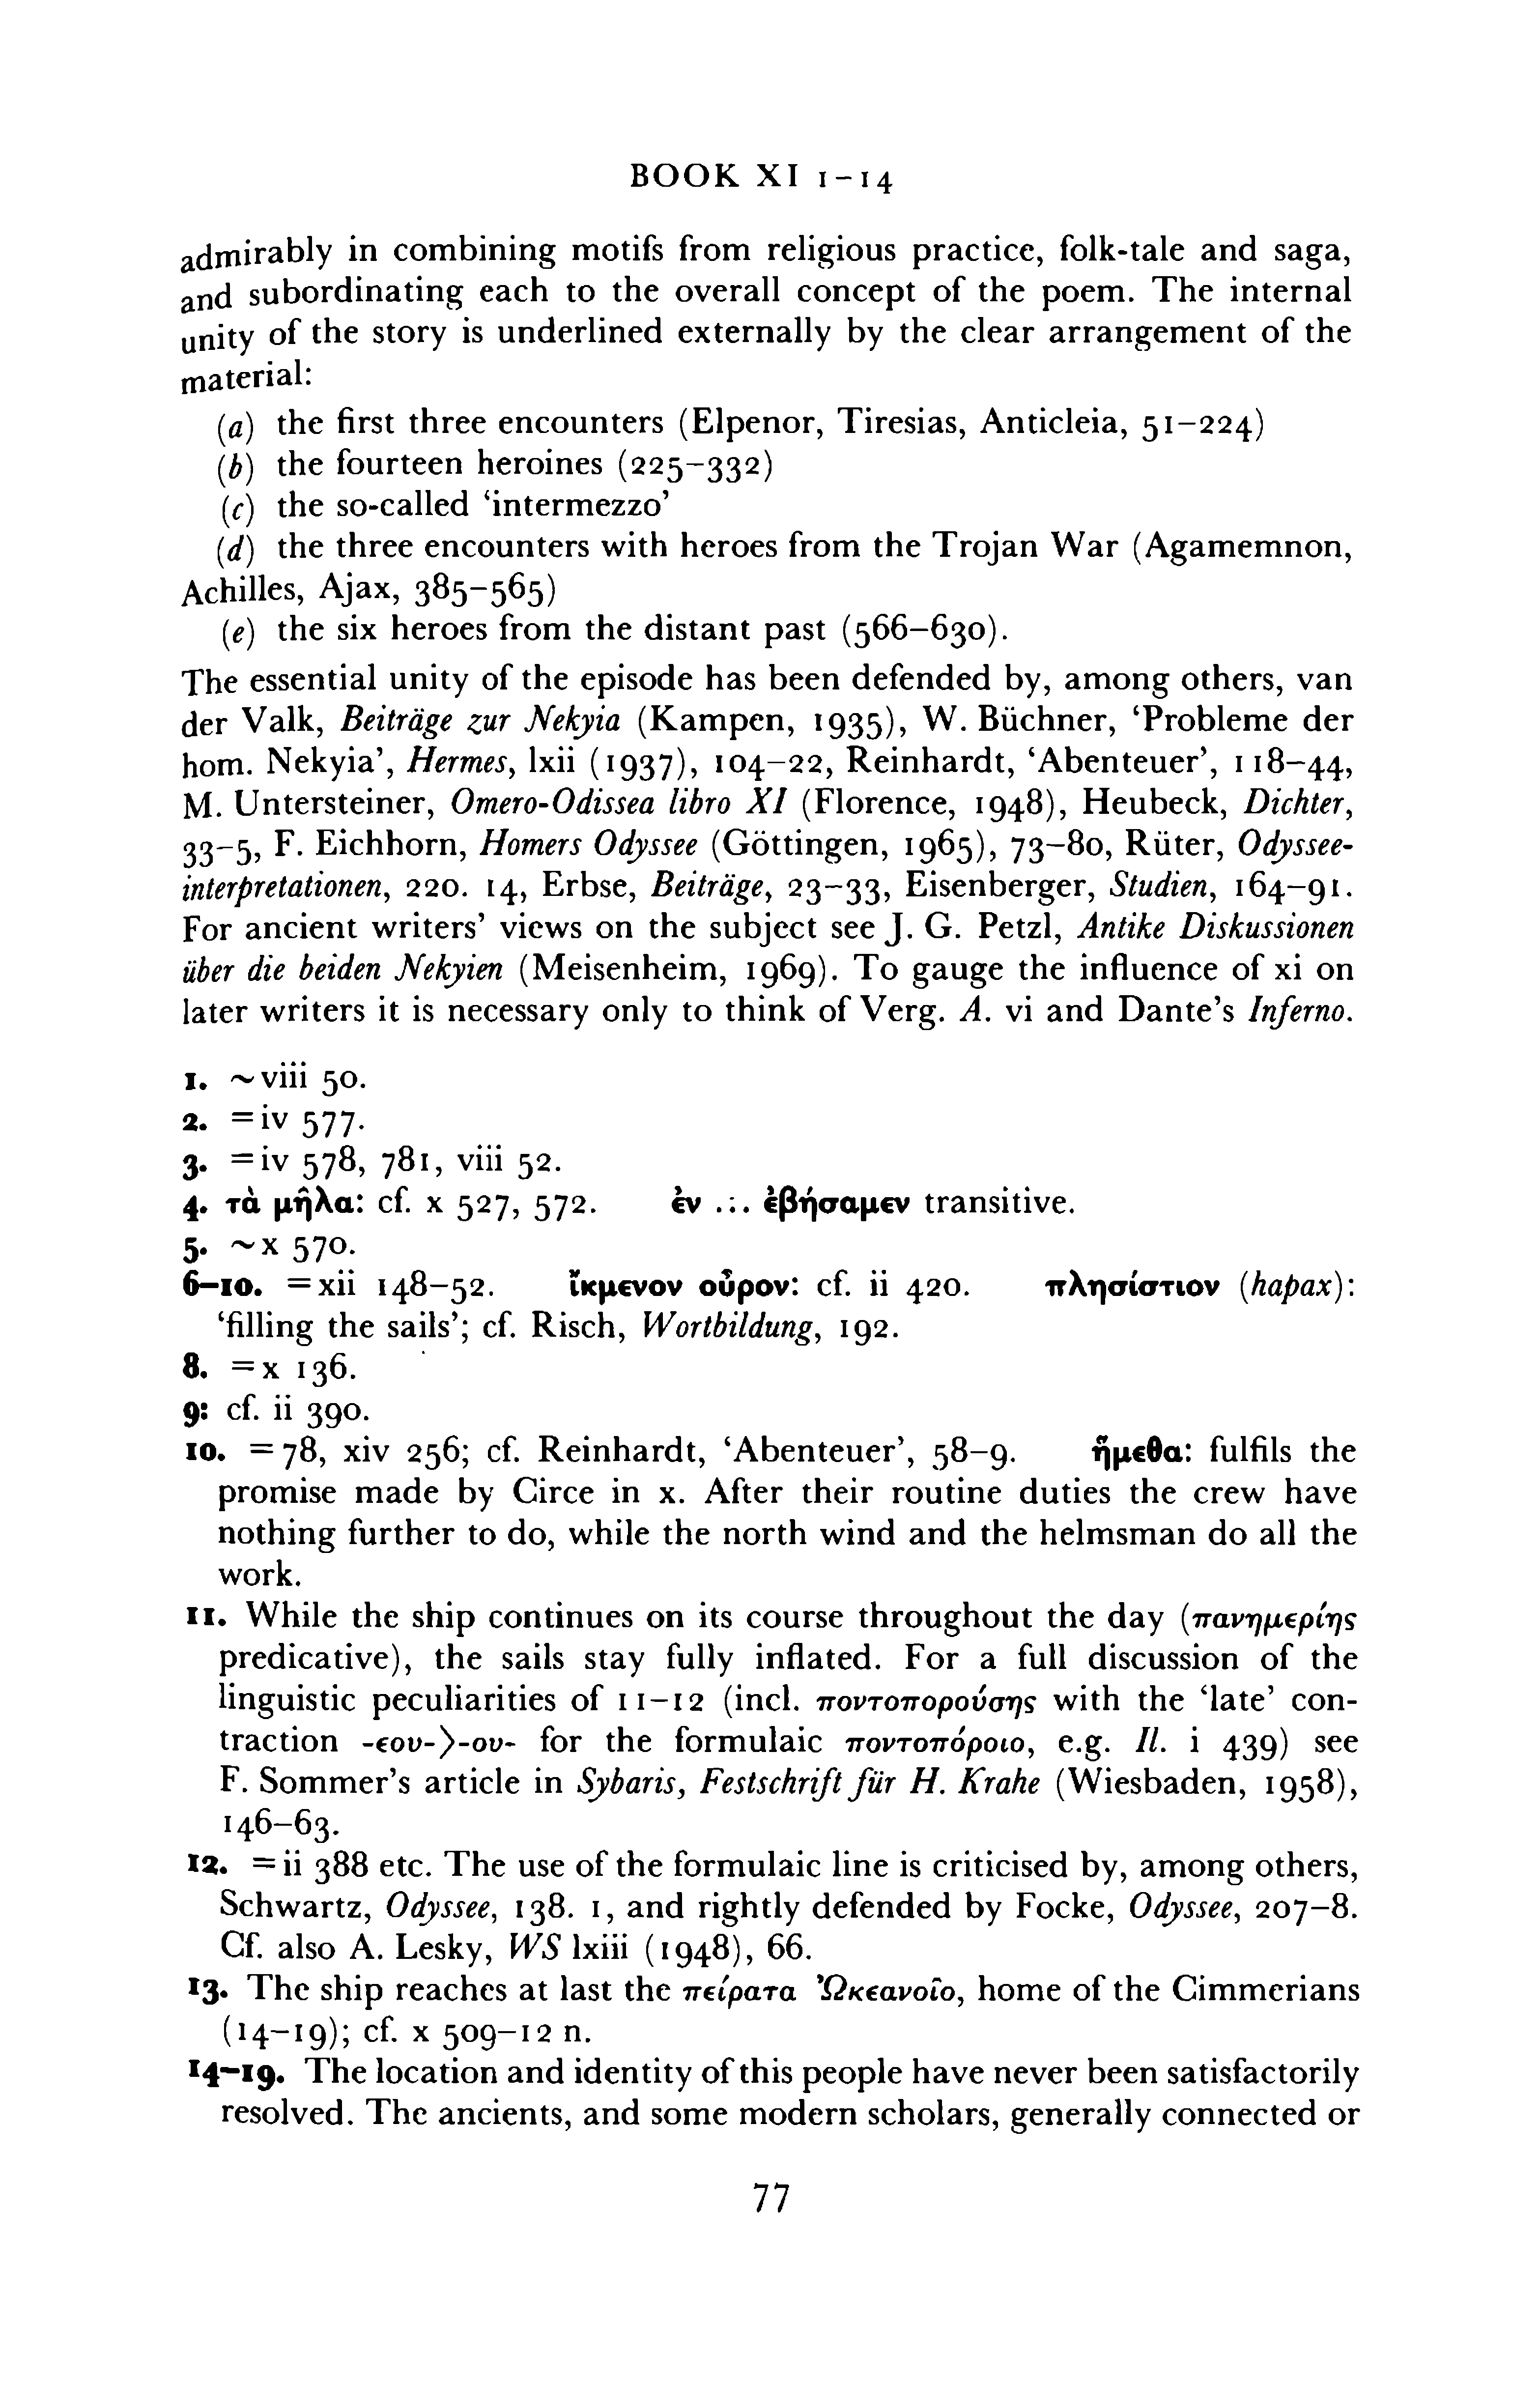 BOOK XI 1–14
admirably in combining motifs from religious practice, folk-tale and saga,
and subordinating each to the overall concept of the poem. The internal
unity of the story is underlined externally by the clear arrangement of the
material:
(a) the first three encounters (Elpenor, Tiresias, Anticleia, 51–224)
(b) the fourteen heroines (225–332)
(c) the so-called ‘intermezzo’
(d) the three encounters with heroes from the Trojan War (Agamemnon,
Achilles, Ajax, 385–565)
(e) the six heroes from the distant past (566–630).
The essential unity of the episode has been defended by, among others, van
der Valk, Beiträge zur Nekyia (Kampen, 1935), W. Büchner, ‘Probleme der
hom. Nekyia’, Hermes, lxii (1937), 104–22, Reinhardt, ‘Abenteuer’, 118–44,
M. Untersteiner, Omero-Odissea libro XI (Florence, 1948), Heubeck, Dichter,
33–5, F. Eichhorn, Homers Odyssee (Göttingen, 1965), 73–80, Rüter, Odyssee-
interpretationen, 220. 14, Erbse, Beiträge, 23–33, Eisenberger, Studien, 164–91.
For ancient writers’ views on the subject see J. G. Petzl, Antike Diskussionen
über die beiden Nekyien (Meisenheim, 1969). To gauge the influence of xi on
later writers it is necessary only to think of Verg. A. vi and Dante’s Inferno.
1. ~viii 50.
2. =iv 577.
3. =iv 578, 781, viii 52.
4. τὰ μῆλα: cf. x 527, 572. ἐν ... ἐβήσαμεν transitive.
5. ~x 570.
6–10. =xii 148–52. ἴκμενον οὖρον: cf. ii 420. πλησίστιον (hapax):
‘filling the sails’; cf. Risch, Wortbildung, 192.
8. =x 136.
9: cf. ii 390.
10. =78, xiv 256; cf. Reinhardt, ‘Abenteuer’, 58–9. ἥμεθα: fulfils the
promise made by Circe in x. After their routine duties the crew have
nothing further to do, while the north wind and the helmsman do all the
work.
11. While the ship continues on its course throughout the day (πανημερίης
predicative), the sails stay fully inflated. For a full discussion of the
linguistic peculiarities of 11–12 (incl. ποντοπορούσης with the ‘late’ con-
traction -εου-⟩-ου- for the formulaic ποντοπόροιο, e.g. Il. i 439) see
F. Sommer’s article in Sybaris, Festschrift für H. Krahe (Wiesbaden, 1958),
146–63.
12. =ii 388 etc. The use of the formulaic line is criticised by, among others,
Schwartz, Odyssee, 138. 1, and rightly defended by Focke, Odyssee, 207–8.
Cf. also A. Lesky, WS lxiii (1948), 66.
13. The ship reaches at last the πείρατα Ὠκεανοῖο, home of the Cimmerians
(14–19); cf. x 509–12 n.
14–19. The location and identity of this people have never been satisfactorily
resolved. The ancients, and some modern scholars, generally connected or
77